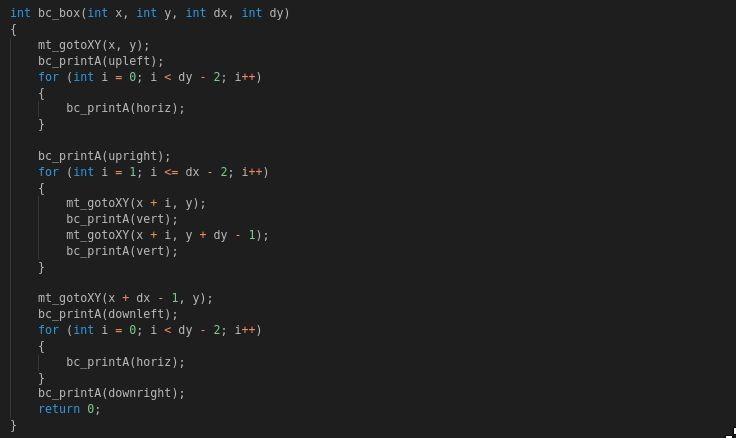 int bc_box(int x, int y, int dx, int dy)
{
    mt_gotoXY(x, y);
    bc_printA(upleft);
    for (int i = 0; i < dy - 2; i++)
    {
        bc_printA(horiz);
    }

    bc_printA(upright);
    for (int i = 1; i <= dx - 2; i++)
    {
        mt_gotoXY(x + i, y);
        bc_printA(vert);
        mt_gotoXY(x + i, y + dy - 1);
        bc_printA(vert);
    }

    mt_gotoXY(x + dx - 1, y);
    bc_printA(downleft);
    for (int i = 0; i < dy - 2; i++)
    {
        bc_printA(horiz);
    }
    bc_printA(downright);
    return 0;
}